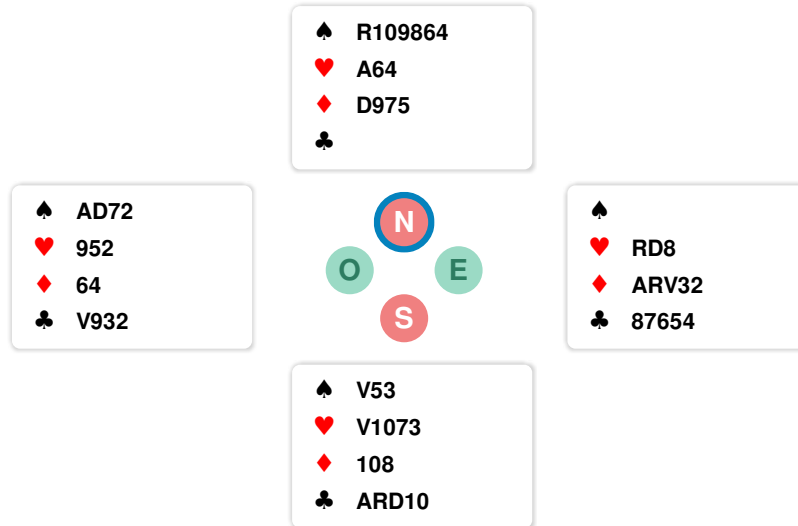 ♠ R109864
♥ A64
♦ D975
♣
♠ AD72
♥ 952
♦ 64
♣ V932
N
O E
S
♠
♥ RD8
♦ ARV32
♣ 87654
♠ V53
♥ V1073
♦ 108
♣ ARD10